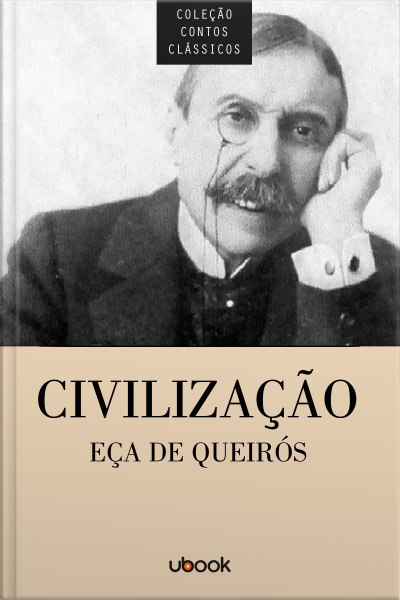 COLEÇÃO
CONTOS
CLÁSSICOS
CIVILIZAÇÃO
EÇA DE QUEIRÓS
ubook